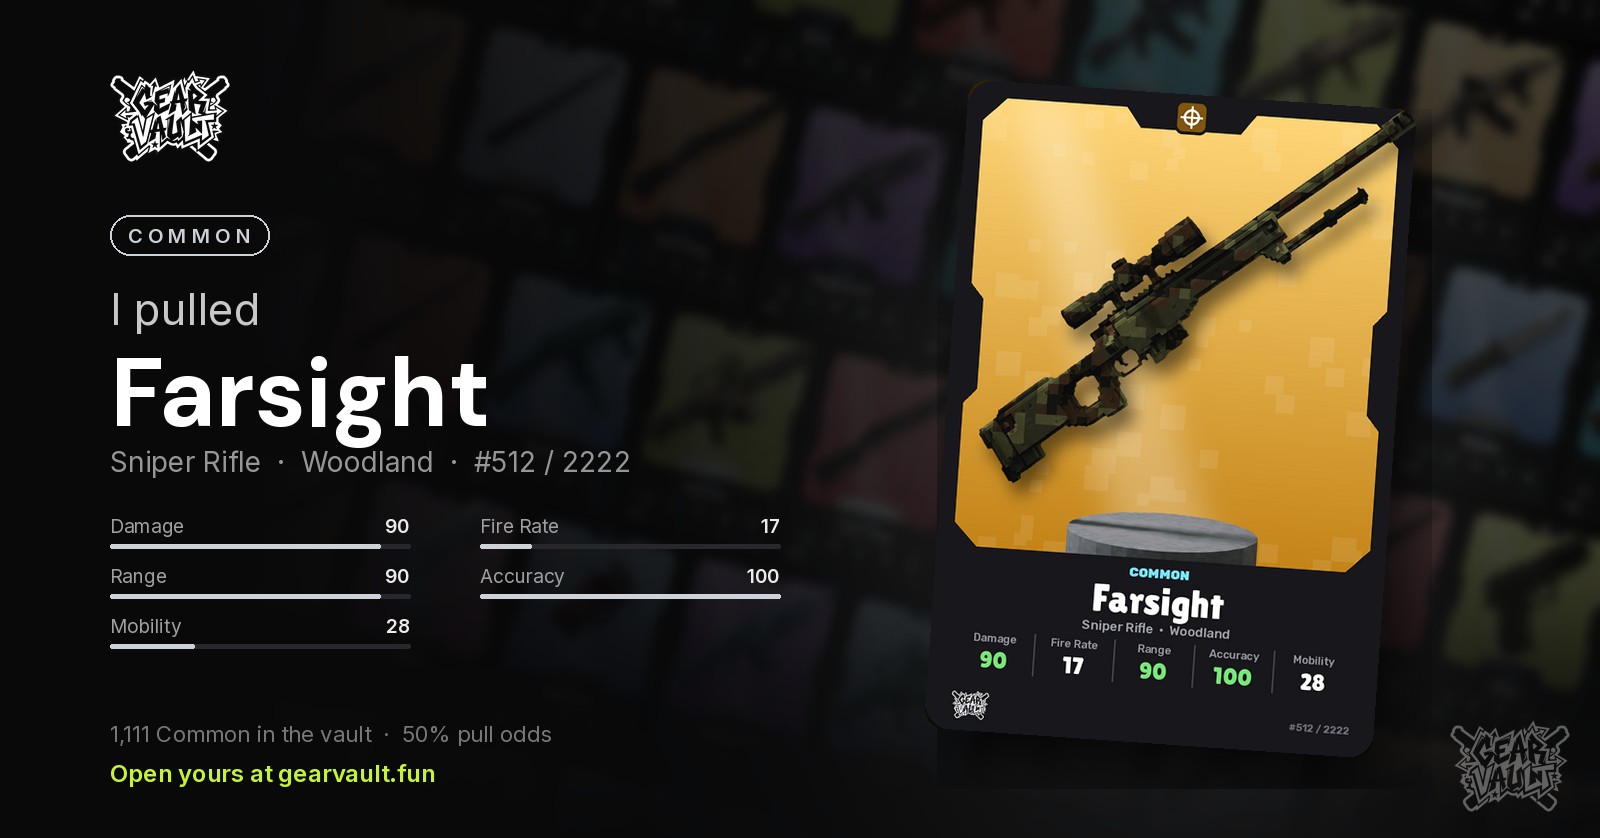 GEAR
VAULT
COMMON
I pulled
Farsight
Sniper Rifle · Woodland · #512 / 2222
Damage 90
Fire Rate 17
Range 90
Accuracy 100
Mobility 28
1,111 Common in the vault · 50% pull odds
Open yours at gearvault.fun
COMMON
Farsight
Sniper Rifle • Woodland
Damage Fire Rate Range Accuracy Mobility
90 17 90 100 28
GEAR
VAULT
#512 / 2222
GEAR
VAULT